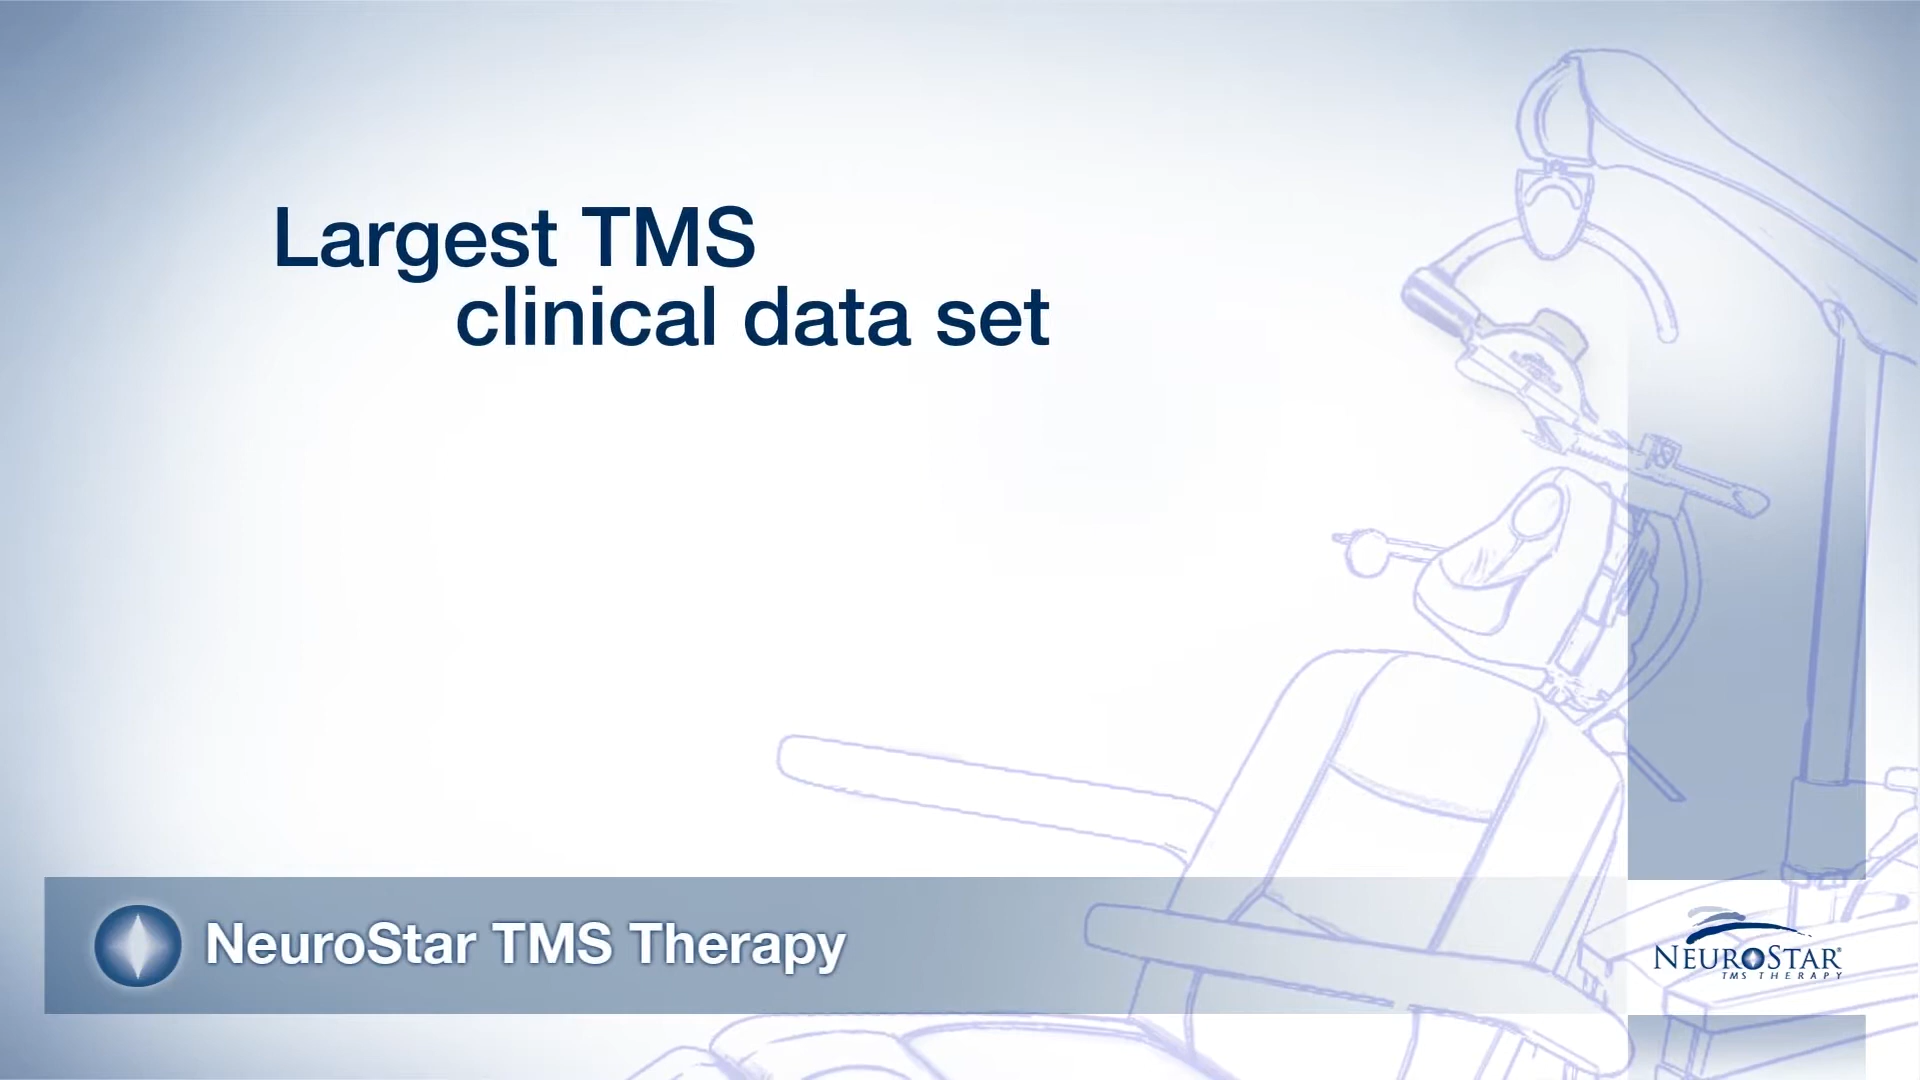 Largest TMS
clinical data set
NeuroStar TMS Therapy
NEUROSTAR®
TMS THERAPY